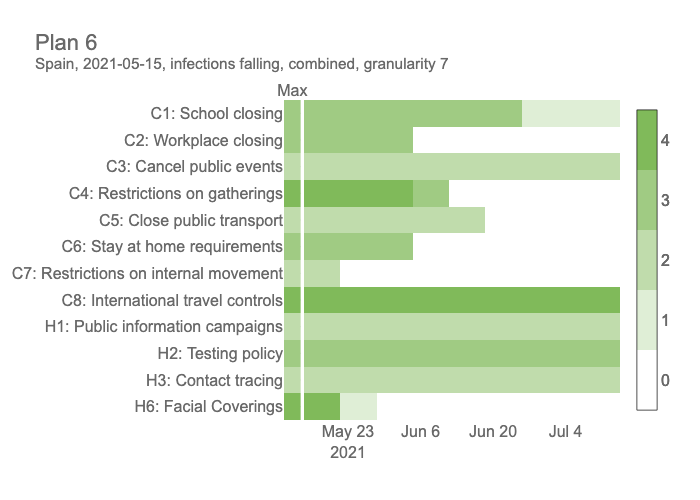 Plan 6
Spain, 2021-05-15, infections falling, combined, granularity 7
Max
C1: School closing
C2: Workplace closing
C3: Cancel public events
C4: Restrictions on gatherings
C5: Close public transport
C6: Stay at home requirements
C7: Restrictions on internal movement
C8: International travel controls
H1: Public information campaigns
H2: Testing policy
H3: Contact tracing
H6: Facial Coverings
May 23 Jun 6 Jun 20 Jul 4
2021
4
3
2
1
0